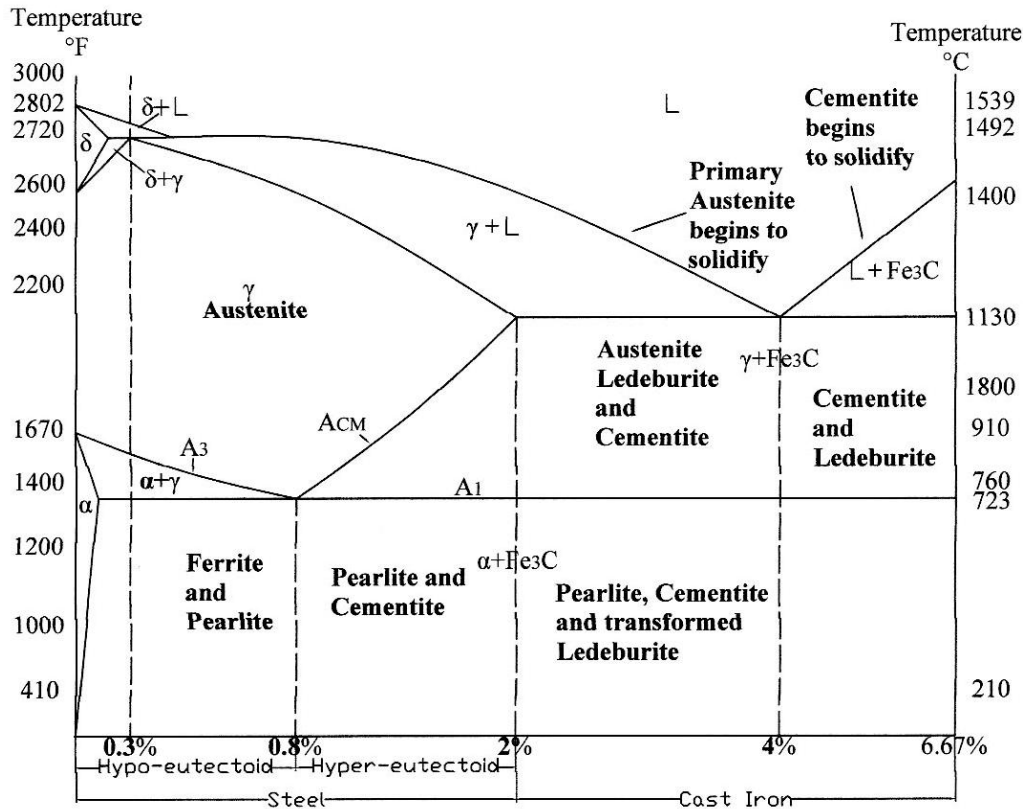 Temperature
°F
3000
2802
2720
2600
2400
2200
1670
1400
1400
1200
1000
410
Temperature
°C
1539
1492
1400
1130
1800
910
760
723
210
δ+L
δ
δ+γ
L
Cementite
begins
to solidify
Primary
Austenite
begins to
solidify
γ+L
L+Fe3C
γ
Austenite
Austenite
Ledeburite
and
Cementite
γ+Fe3C
Cementite
and
Ledeburite
ACM
A3
α+γ
A1
α
α+Fe3C
Ferrite
and
Pearlite
Pearlite and
Cementite
Pearlite, Cementite
and transformed
Ledeburite
0.3%
0.8%
2%
4%
6.67%
Hypo-eutectoid
Hyper-eutectoid
Steel
Cast Iron